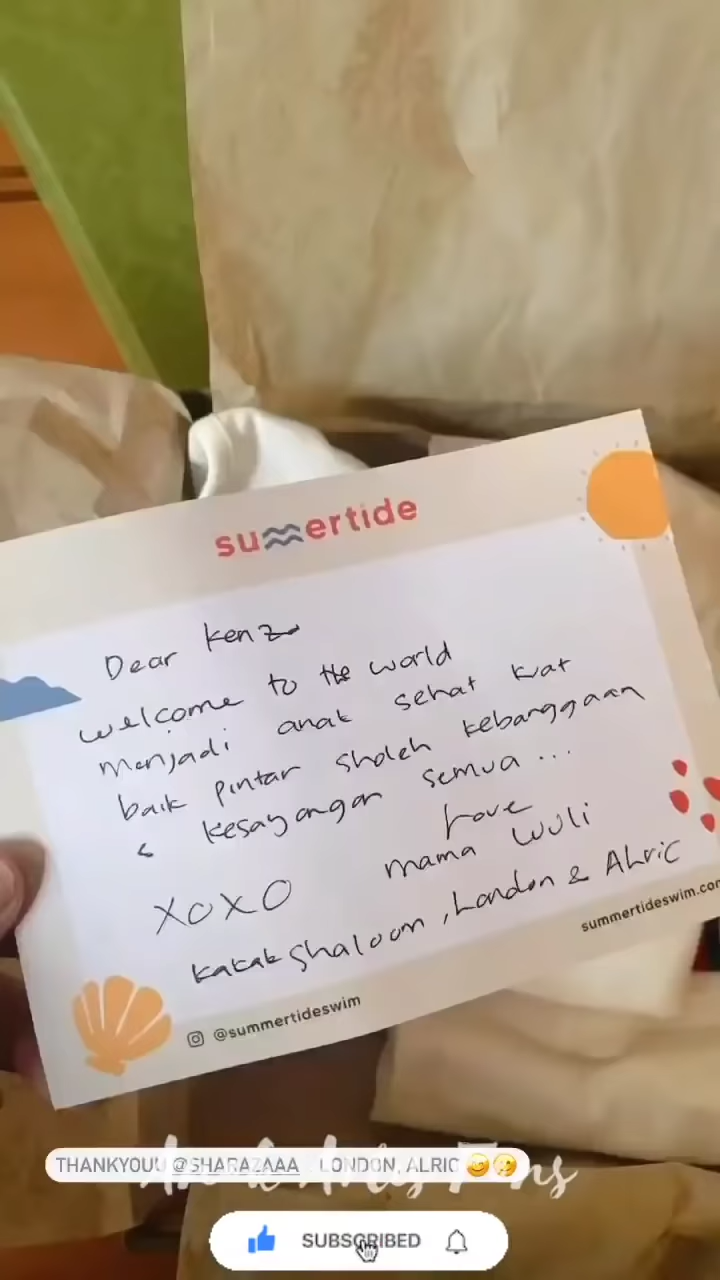 summertide
Dear Kenzo
welcome to the world
menjadi anak sehat kuat
baik pintar sholeh kebanggaan
& kesayangan semua ...
Love
XOXO mama wuli
kakak shaloom, London & ALric
summertideswim.com
@summertideswim
THANKYOUU @SHARAZAAA LONDON, ALRIC 😊🥰
Fans
SUBSCRIBED